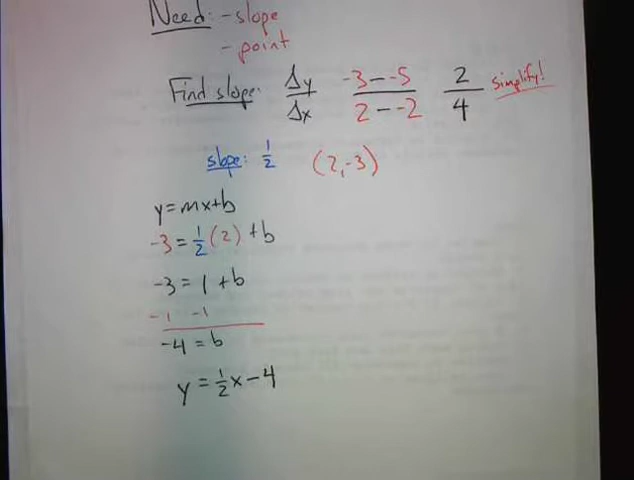 Need: -slope
-point
Find slope: Δy/Δx -3--5/2--2 2/4 simplify!
slope: 1/2 (2,-3)
y=mx+b
-3=1/2(2)+b
-3=1+b
-1 -1
-4=b
y=1/2x-4